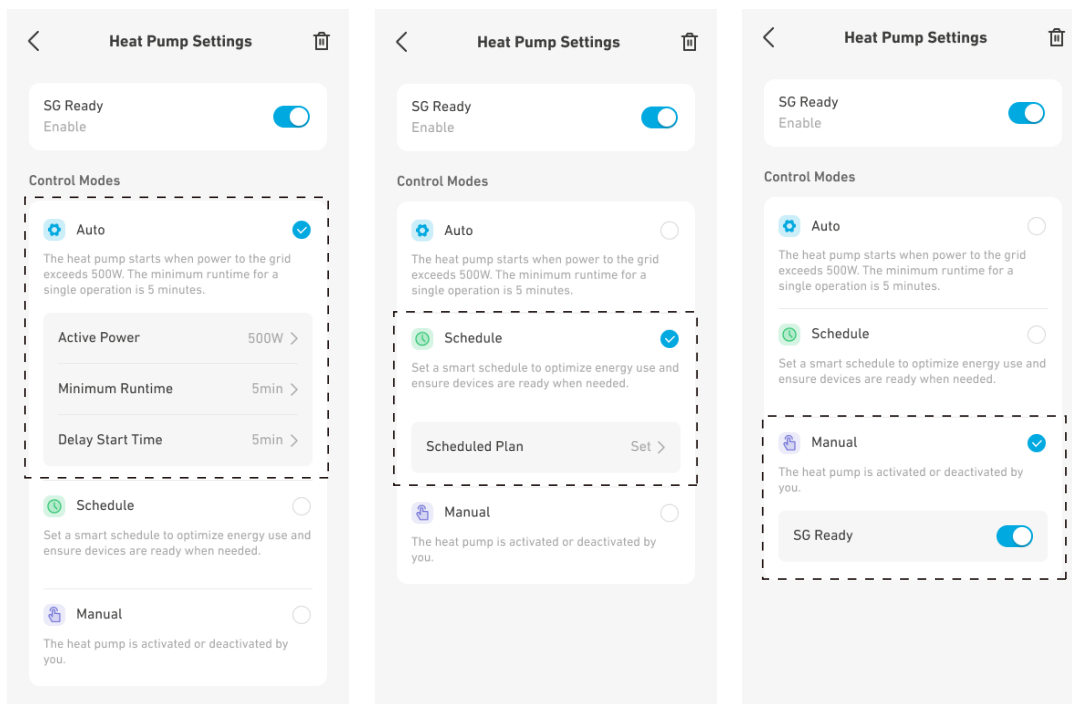 Heat Pump Settings
SG Ready
Enable
Control Modes
Auto
The heat pump starts when power to the grid
exceeds 500W. The minimum runtime for a
single operation is 5 minutes.
Active Power 500W
Minimum Runtime 5min
Delay Start Time 5min
Schedule
Set a smart schedule to optimize energy use and
ensure devices are ready when needed.
Manual
The heat pump is activated or deactivated by
you.
Heat Pump Settings
SG Ready
Enable
Control Modes
Auto
The heat pump starts when power to the grid
exceeds 500W. The minimum runtime for a
single operation is 5 minutes.
Schedule
Set a smart schedule to optimize energy use and
ensure devices are ready when needed.
Scheduled Plan Set
Manual
The heat pump is activated or deactivated by
you.
Heat Pump Settings
SG Ready
Enable
Control Modes
Auto
The heat pump starts when power to the grid
exceeds 500W. The minimum runtime for a
single operation is 5 minutes.
Schedule
Set a smart schedule to optimize energy use and
ensure devices are ready when needed.
Manual
The heat pump is activated or deactivated by
you.
SG Ready